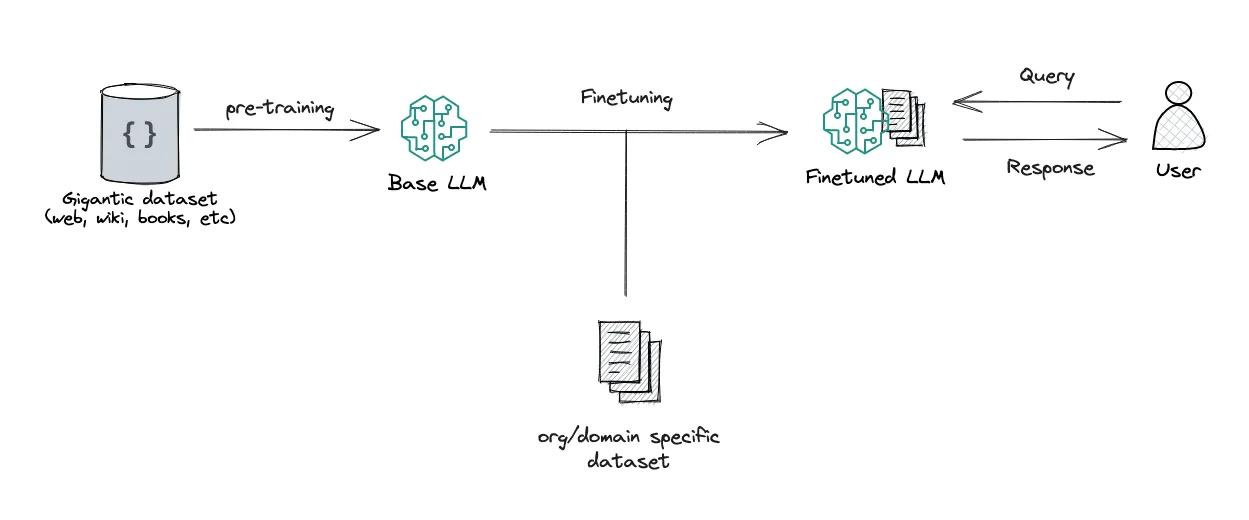 { }
pre-training
Gigantic dataset
(web, wiki, books, etc)
Base LLM
Finetuning
org/domain specific
dataset
Finetuned LLM
Query
Response
User